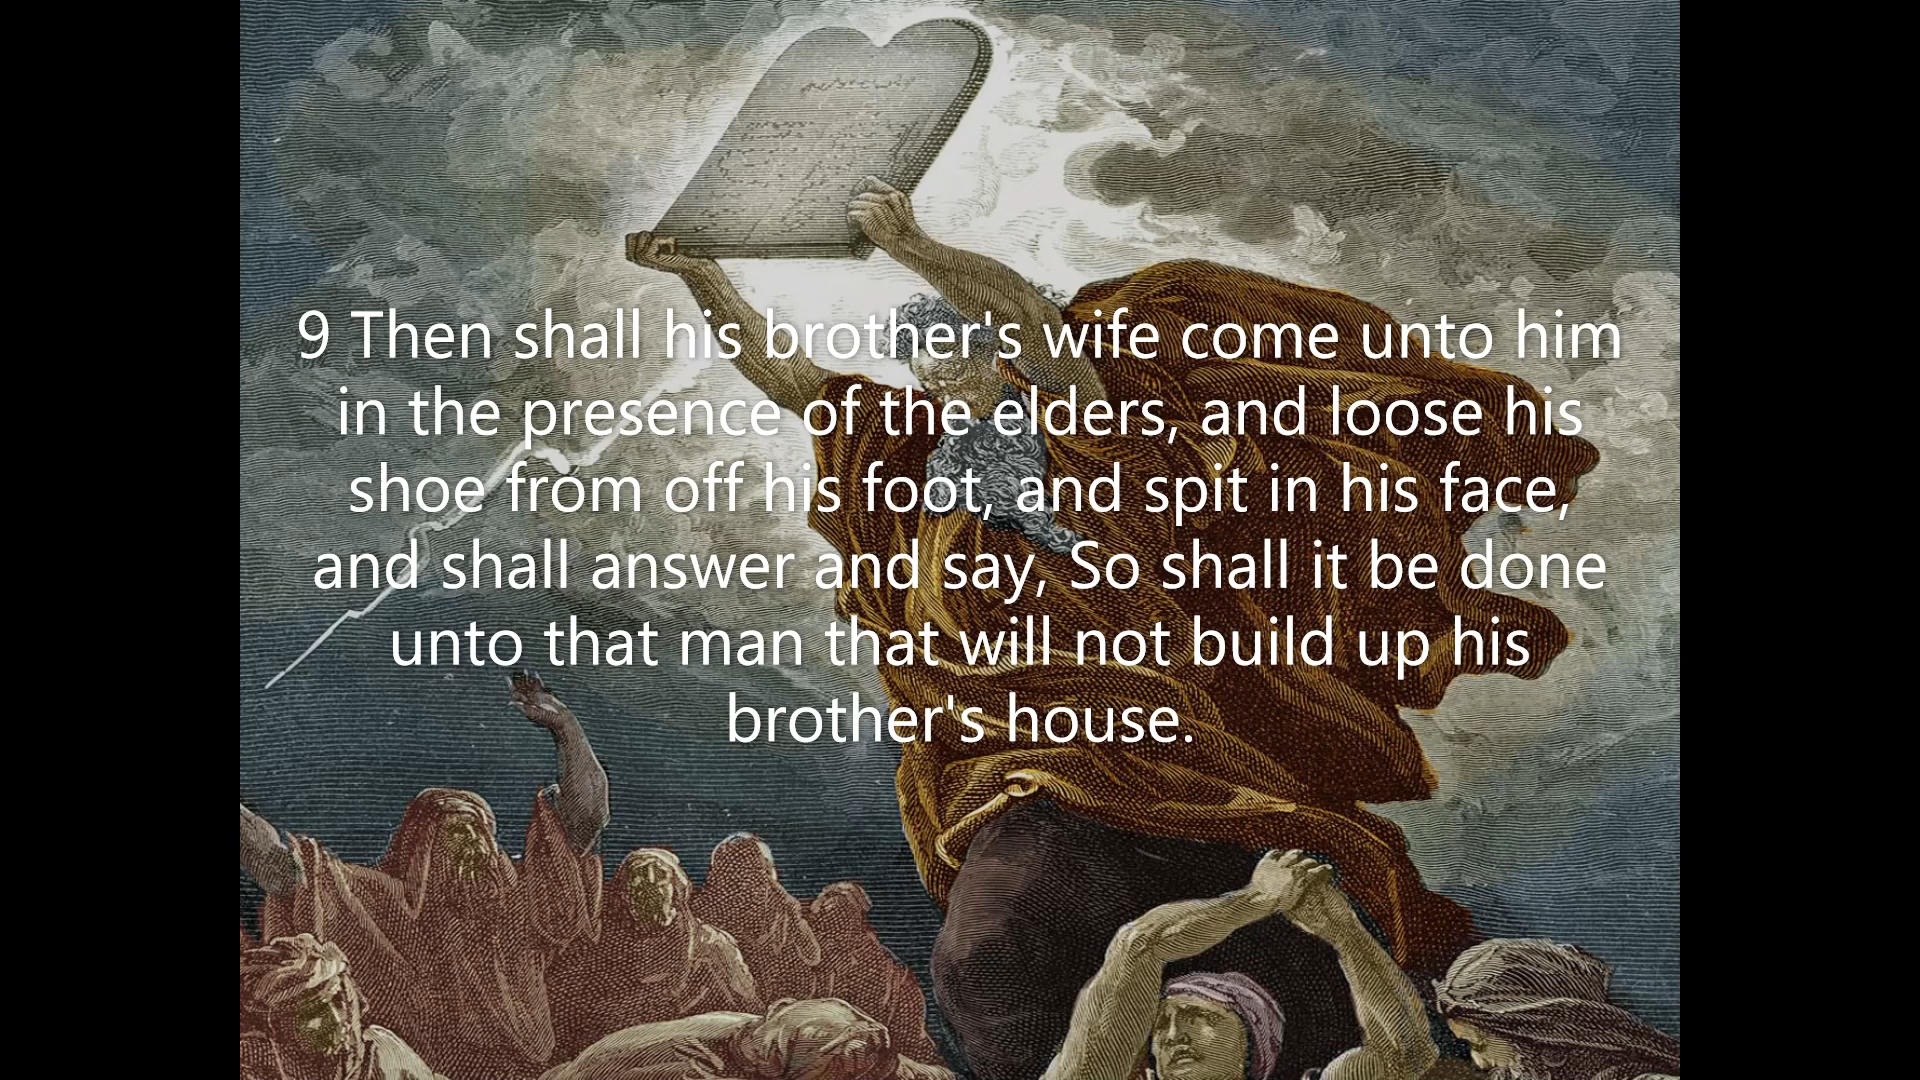 9 Then shall his brother's wife come unto him
in the presence of the elders, and loose his
shoe from off his foot, and spit in his face,
and shall answer and say, So shall it be done
unto that man that will not build up his
brother's house.